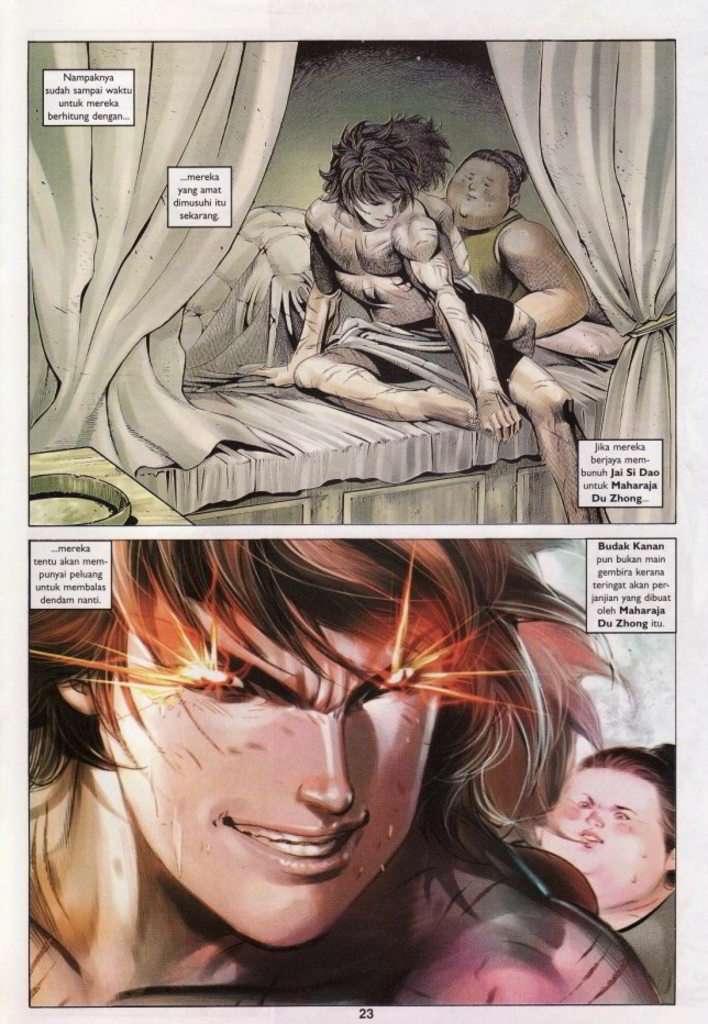 Nampaknya
sudah sampai waktu
untuk mereka
berhitung dengan...
...mereka
yang amat
dimusuhi itu
sekarang.
Jika mereka
berjaya mem-
bunuh Jai Si Dao
untuk Maharaja
Du Zhong...
...mereka
tentu akan mem-
punyai peluang
untuk membalas
dendam nanti.
Budak Kanan
pun bukan main
gembira kerana
teringat akan per-
janjian yang dibuat
oleh Maharaja
Du Zhong itu.
23